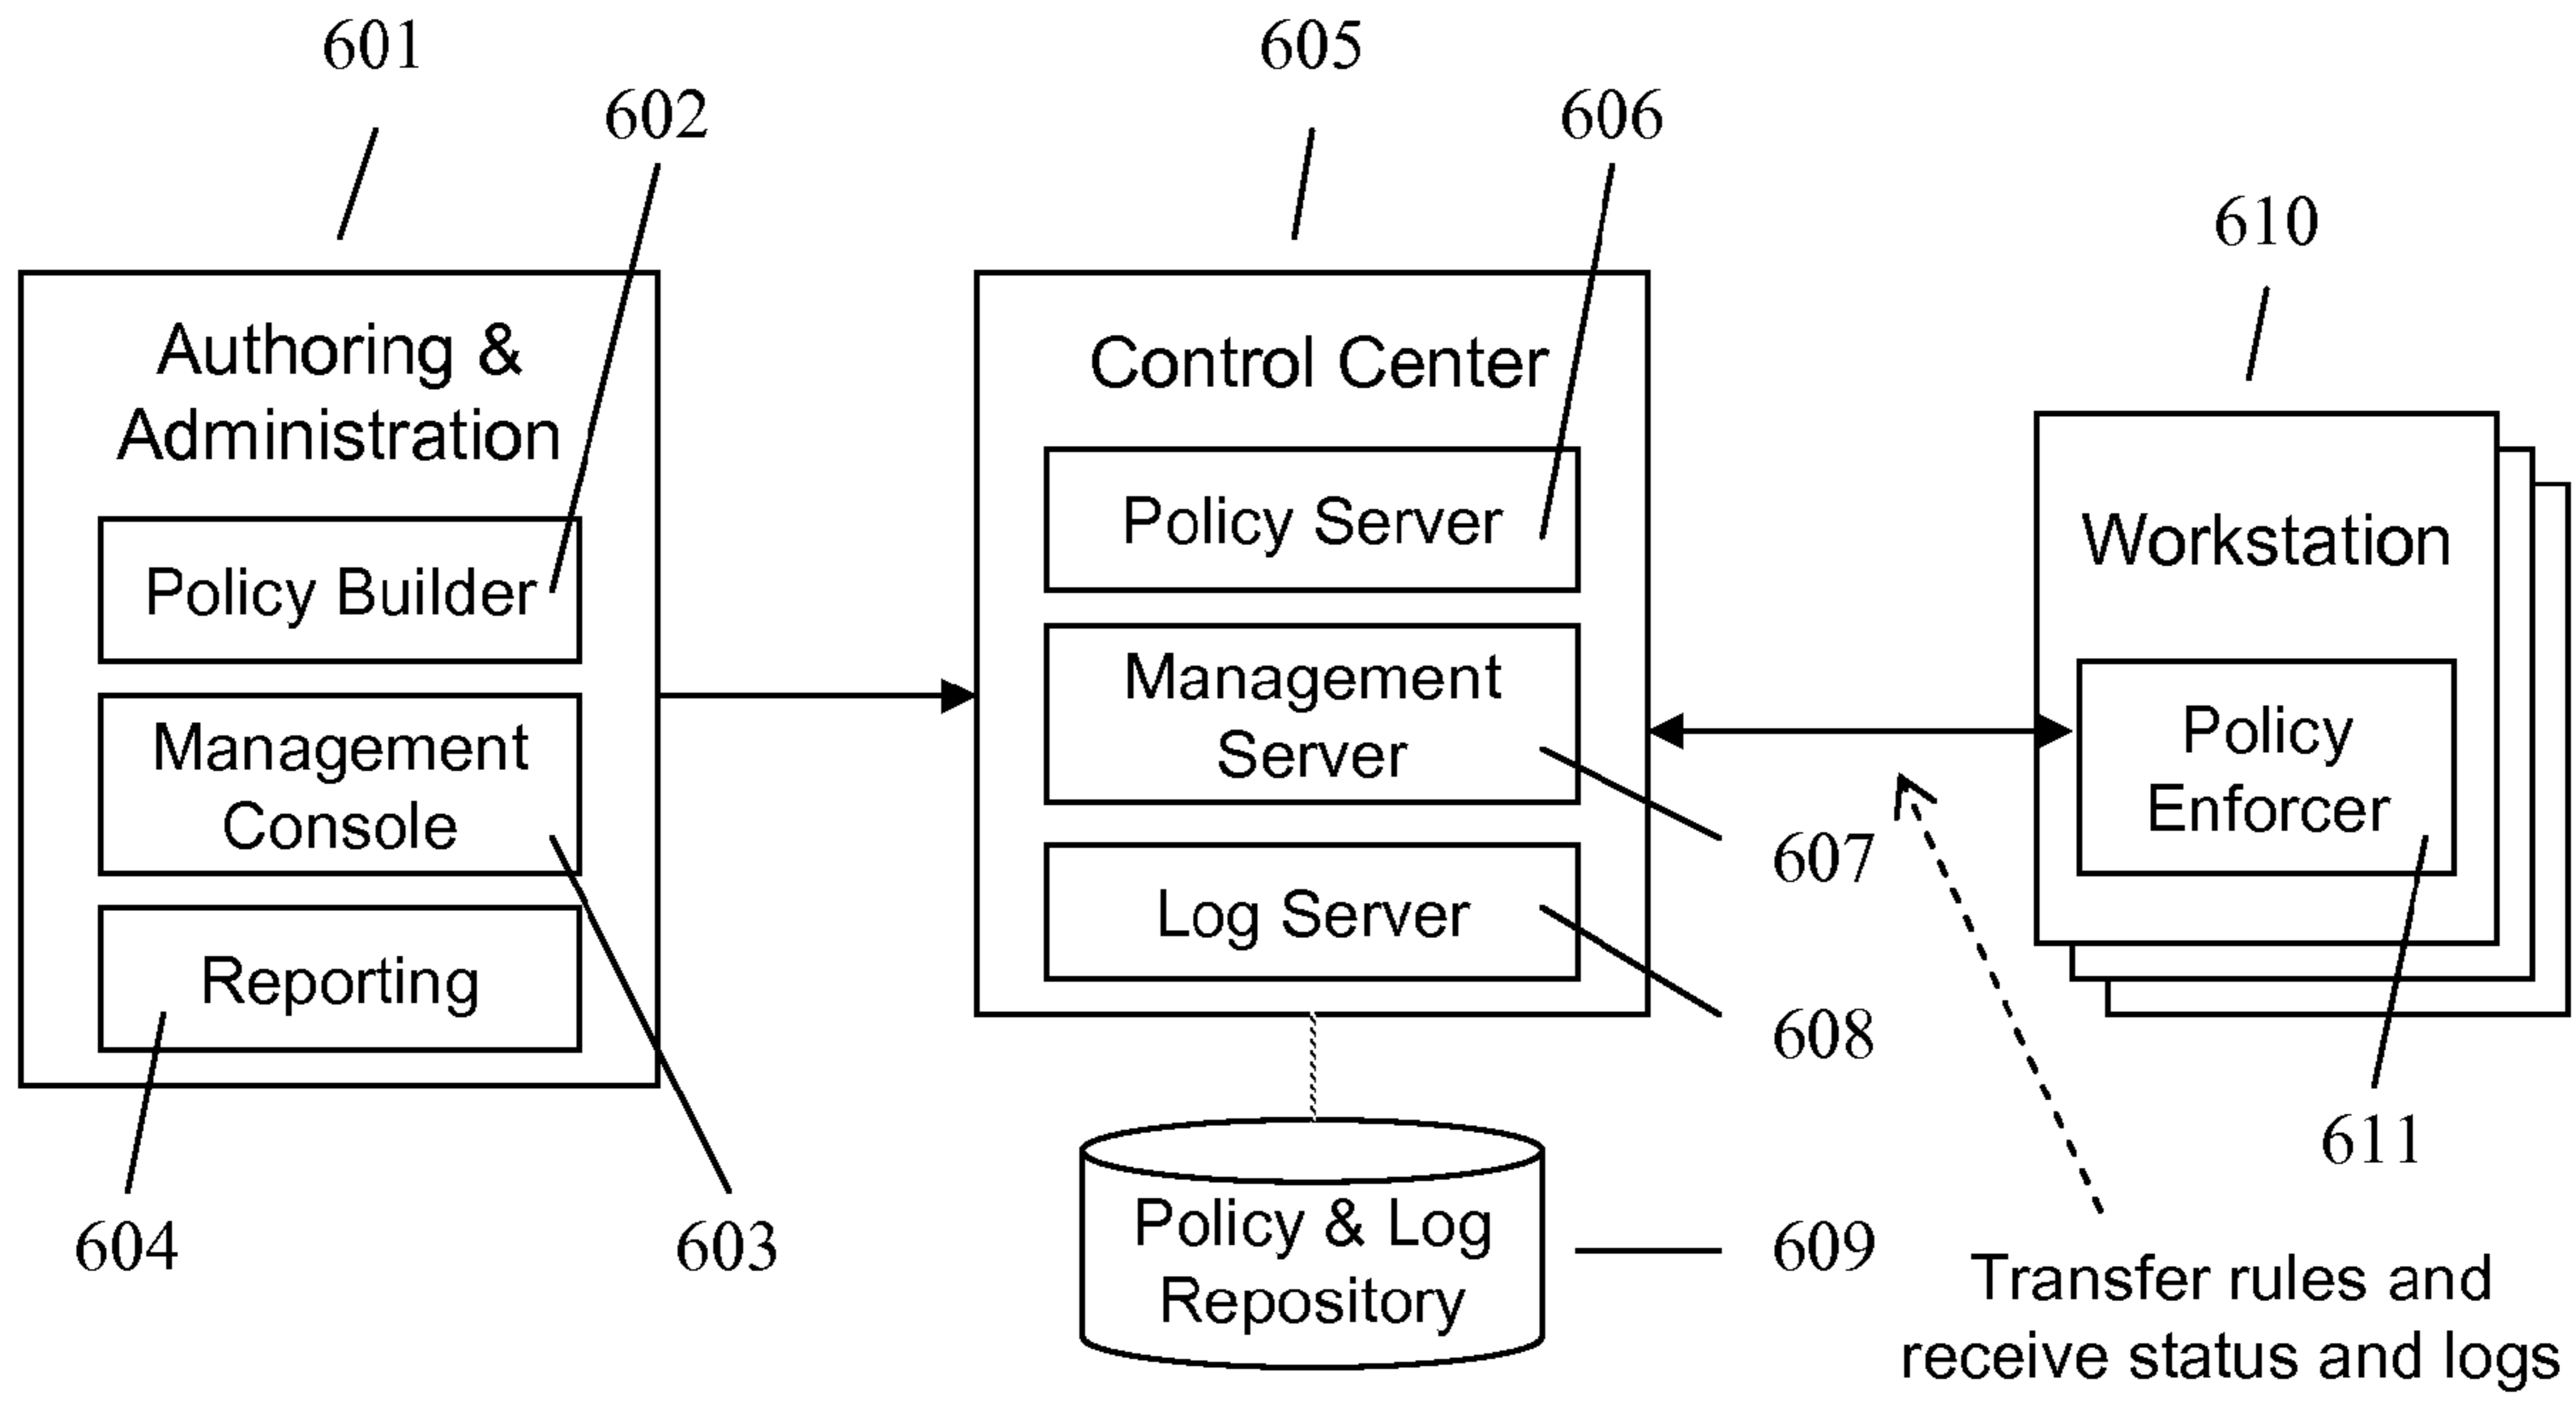 601
602
605
606
610
Authoring &
Administration
Policy Builder
Management
Console
Reporting
604
603
Control Center
Policy Server
Management
Server
Log Server
607
608
Policy & Log
Repository
609
Workstation
Policy
Enforcer
611
Transfer rules and
receive status and logs